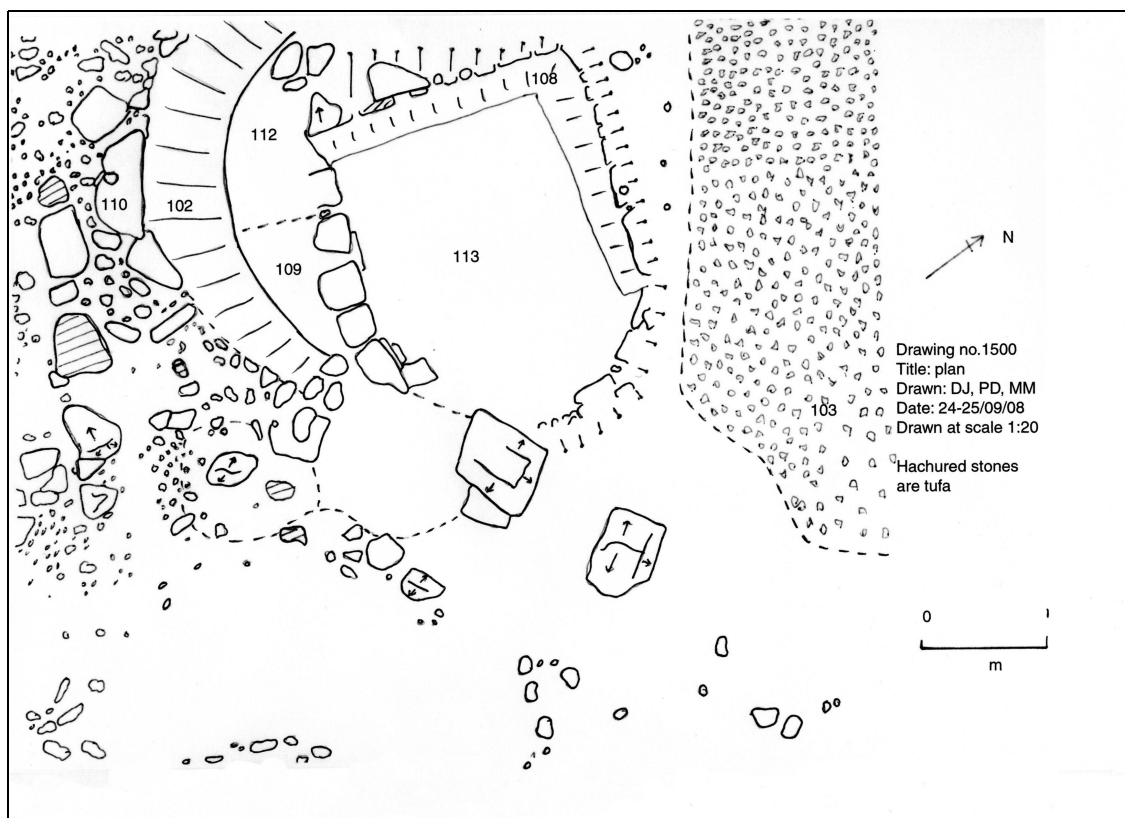 108
112
110
102
109
113
N
103
Drawing no.1500
Title: plan
Drawn: DJ, PD, MM
Date: 24-25/09/08
Drawn at scale 1:20
Hachured stones
are tufa
0 1
m